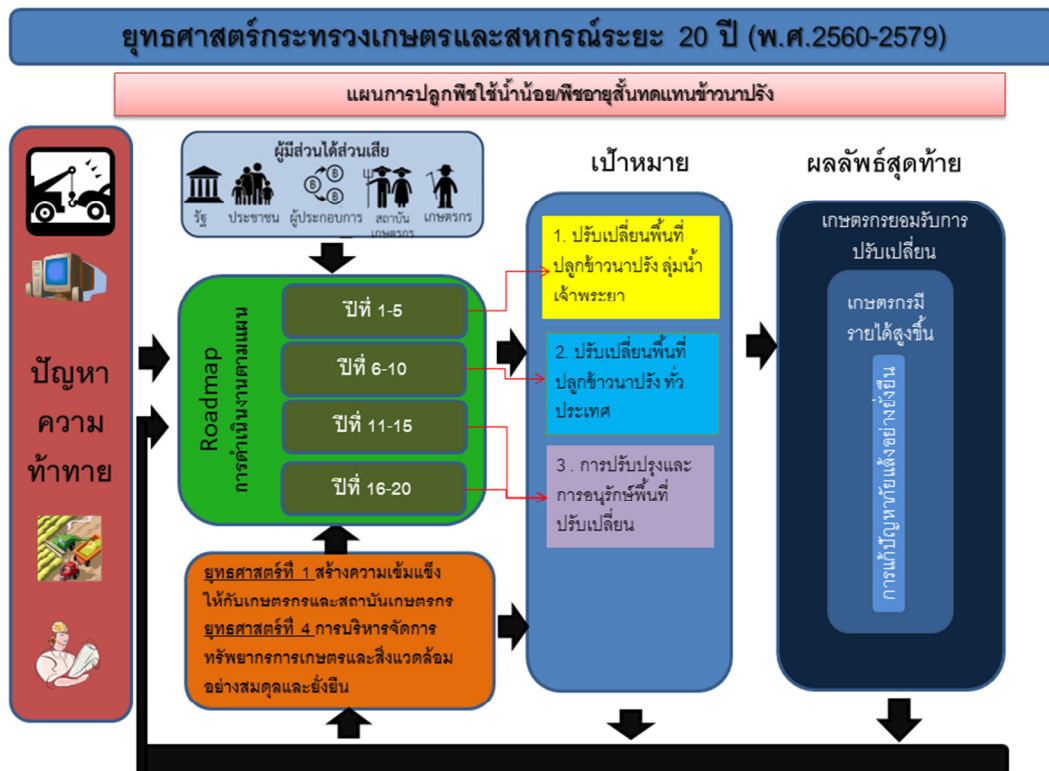 ยุทธศาสตร์กระทรวงเกษตรและสหกรณ์ระยะ 20 ปี (พ.ศ.2560-2579)
แผนการปลูกพืชใช้น้ำน้อย/พืชอายุสั้นทดแทนข้าวนาปรัง
ปัญหา
ความ
ท้าทาย
ผู้มีส่วนได้ส่วนเสีย
รัฐ
ประชาชน
ผู้ประกอบการ
สถาบัน
เกษตรกร
เกษตรกร
Roadmap
การดำเนินงานตามแผน
ปีที่ 1-5
ปีที่ 6-10
ปีที่ 11-15
ปีที่ 16-20
ยุทธศาสตร์ที่ 1 สร้างความเข้มแข็ง
ให้กับเกษตรกรและสถาบันเกษตรกร
ยุทธศาสตร์ที่ 4 การบริหารจัดการ
ทรัพยากรการเกษตรและสิ่งแวดล้อม
อย่างสมดุลและยั่งยืน
เป้าหมาย
1. ปรับเปลี่ยนพื้นที่
ปลูกข้าวนาปรัง ลุ่มน้ำ
เจ้าพระยา
2. ปรับเปลี่ยนพื้นที่
ปลูกข้าวนาปรัง ทั่ว
ประเทศ
3 . การปรับปรุงและ
การอนุรักษ์พื้นที่
ปรับเปลี่ยน
ผลลัพธ์สุดท้าย
เกษตรกรยอมรับการ
ปรับเปลี่ยน
เกษตรกรมี
รายได้สูงขึ้น
การแก้ปัญหาภัยแล้งอย่างยั่งยืน